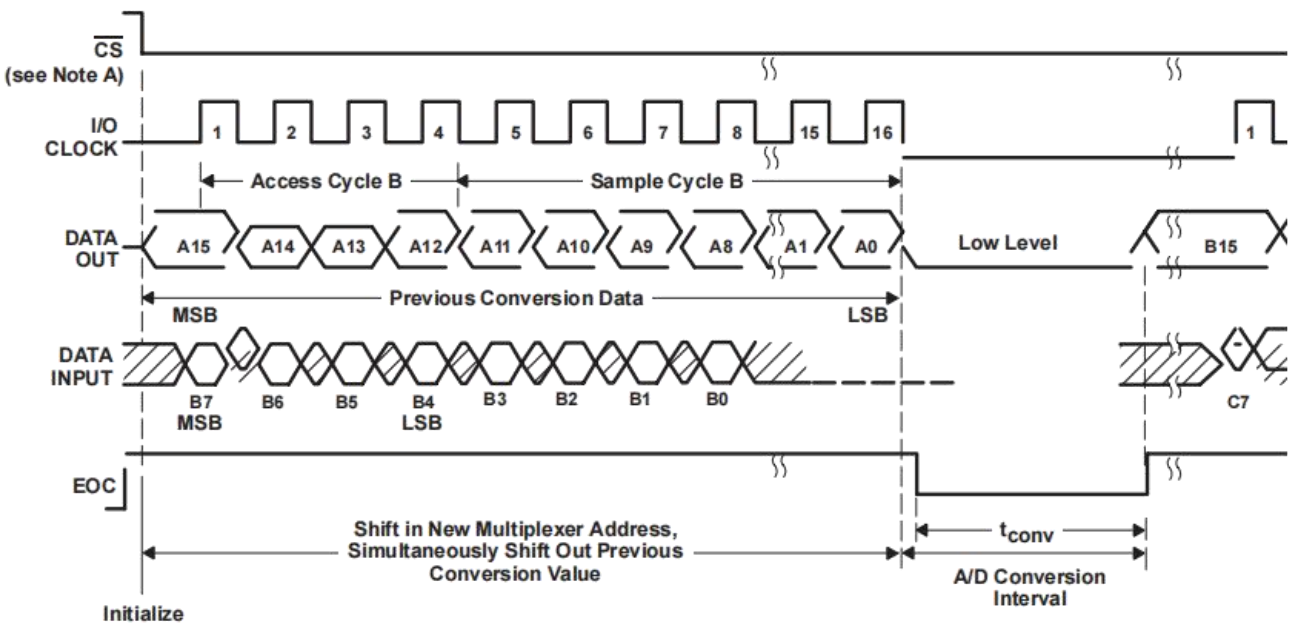 CS
(see Note A)
I/O
CLOCK
1 2 3 4 5 6 7 8 15 16 1
Access Cycle B Sample Cycle B
DATA
OUT
A15 A14 A13 A12 A11 A10 A9 A8 A1 A0 Low Level B15
Previous Conversion Data
MSB LSB
DATA
INPUT
B7 B6 B5 B4 B3 B2 B1 B0 C7
MSB LSB
EOC
Shift in New Multiplexer Address,
Simultaneously Shift Out Previous
Conversion Value
tconv
A/D Conversion
Interval
Initialize